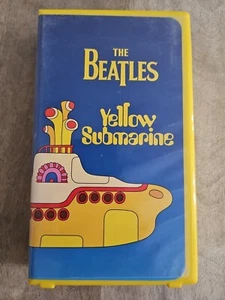 THE
BEATLES
Yellow
Submarine